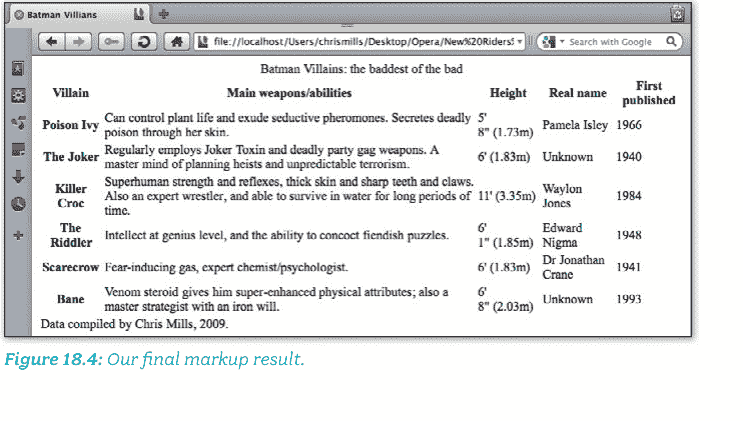 Batman Villians
file://localhost/Users/chrismills/Desktop/Opera/New%20Riders%
Search with Google
Batman Villains: the baddest of the bad
Villain Main weapons/abilities Height Real name First published
Poison Ivy Can control plant life and exude seductive pheromones. Secretes deadly poison through her skin. 5' 8" (1.73m) Pamela Isley 1966
The Joker Regularly employs Joker Toxin and deadly party gag weapons. A master mind of planning heists and unpredictable terrorism. 6' (1.83m) Unknown 1940
Killer Croc Superhuman strength and reflexes, thick skin and sharp teeth and claws. Also an expert wrestler, and able to survive in water for long periods of time. 11' (3.35m) Waylon Jones 1984
The Riddler Intellect at genius level, and the ability to concoct fiendish puzzles. 6' 1" (1.85m) Edward Nigma 1948
Scarecrow Fear-inducing gas, expert chemist/psychologist. 6' (1.83m) Dr Jonathan Crane 1941
Bane Venom steroid gives him super-enhanced physical attributes; also a master strategist with an iron will. 6' 8" (2.03m) Unknown 1993
Data compiled by Chris Mills, 2009.
Figure 18.4: Our final markup result.